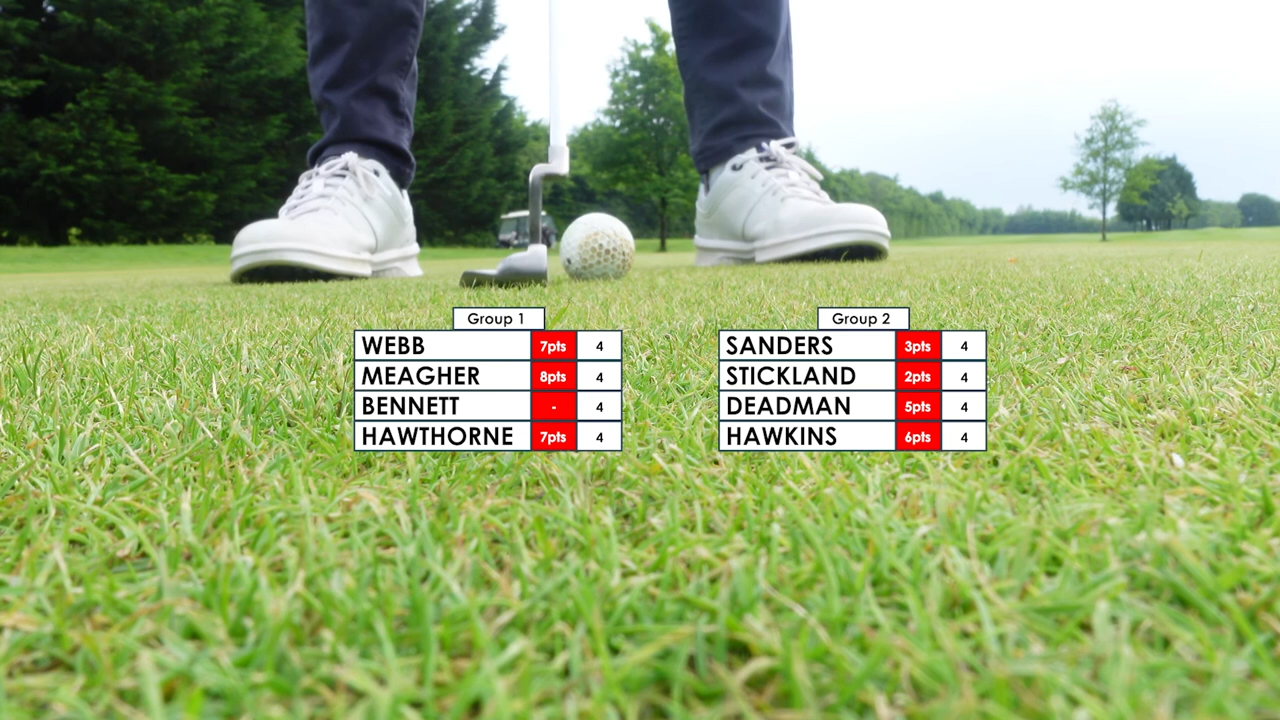 Group 1
WEBB 7pts 4
MEAGHER 8pts 4
BENNETT - 4
HAWTHORNE 7pts 4
Group 2
SANDERS 3pts 4
STICKLAND 2pts 4
DEADMAN 5pts 4
HAWKINS 6pts 4